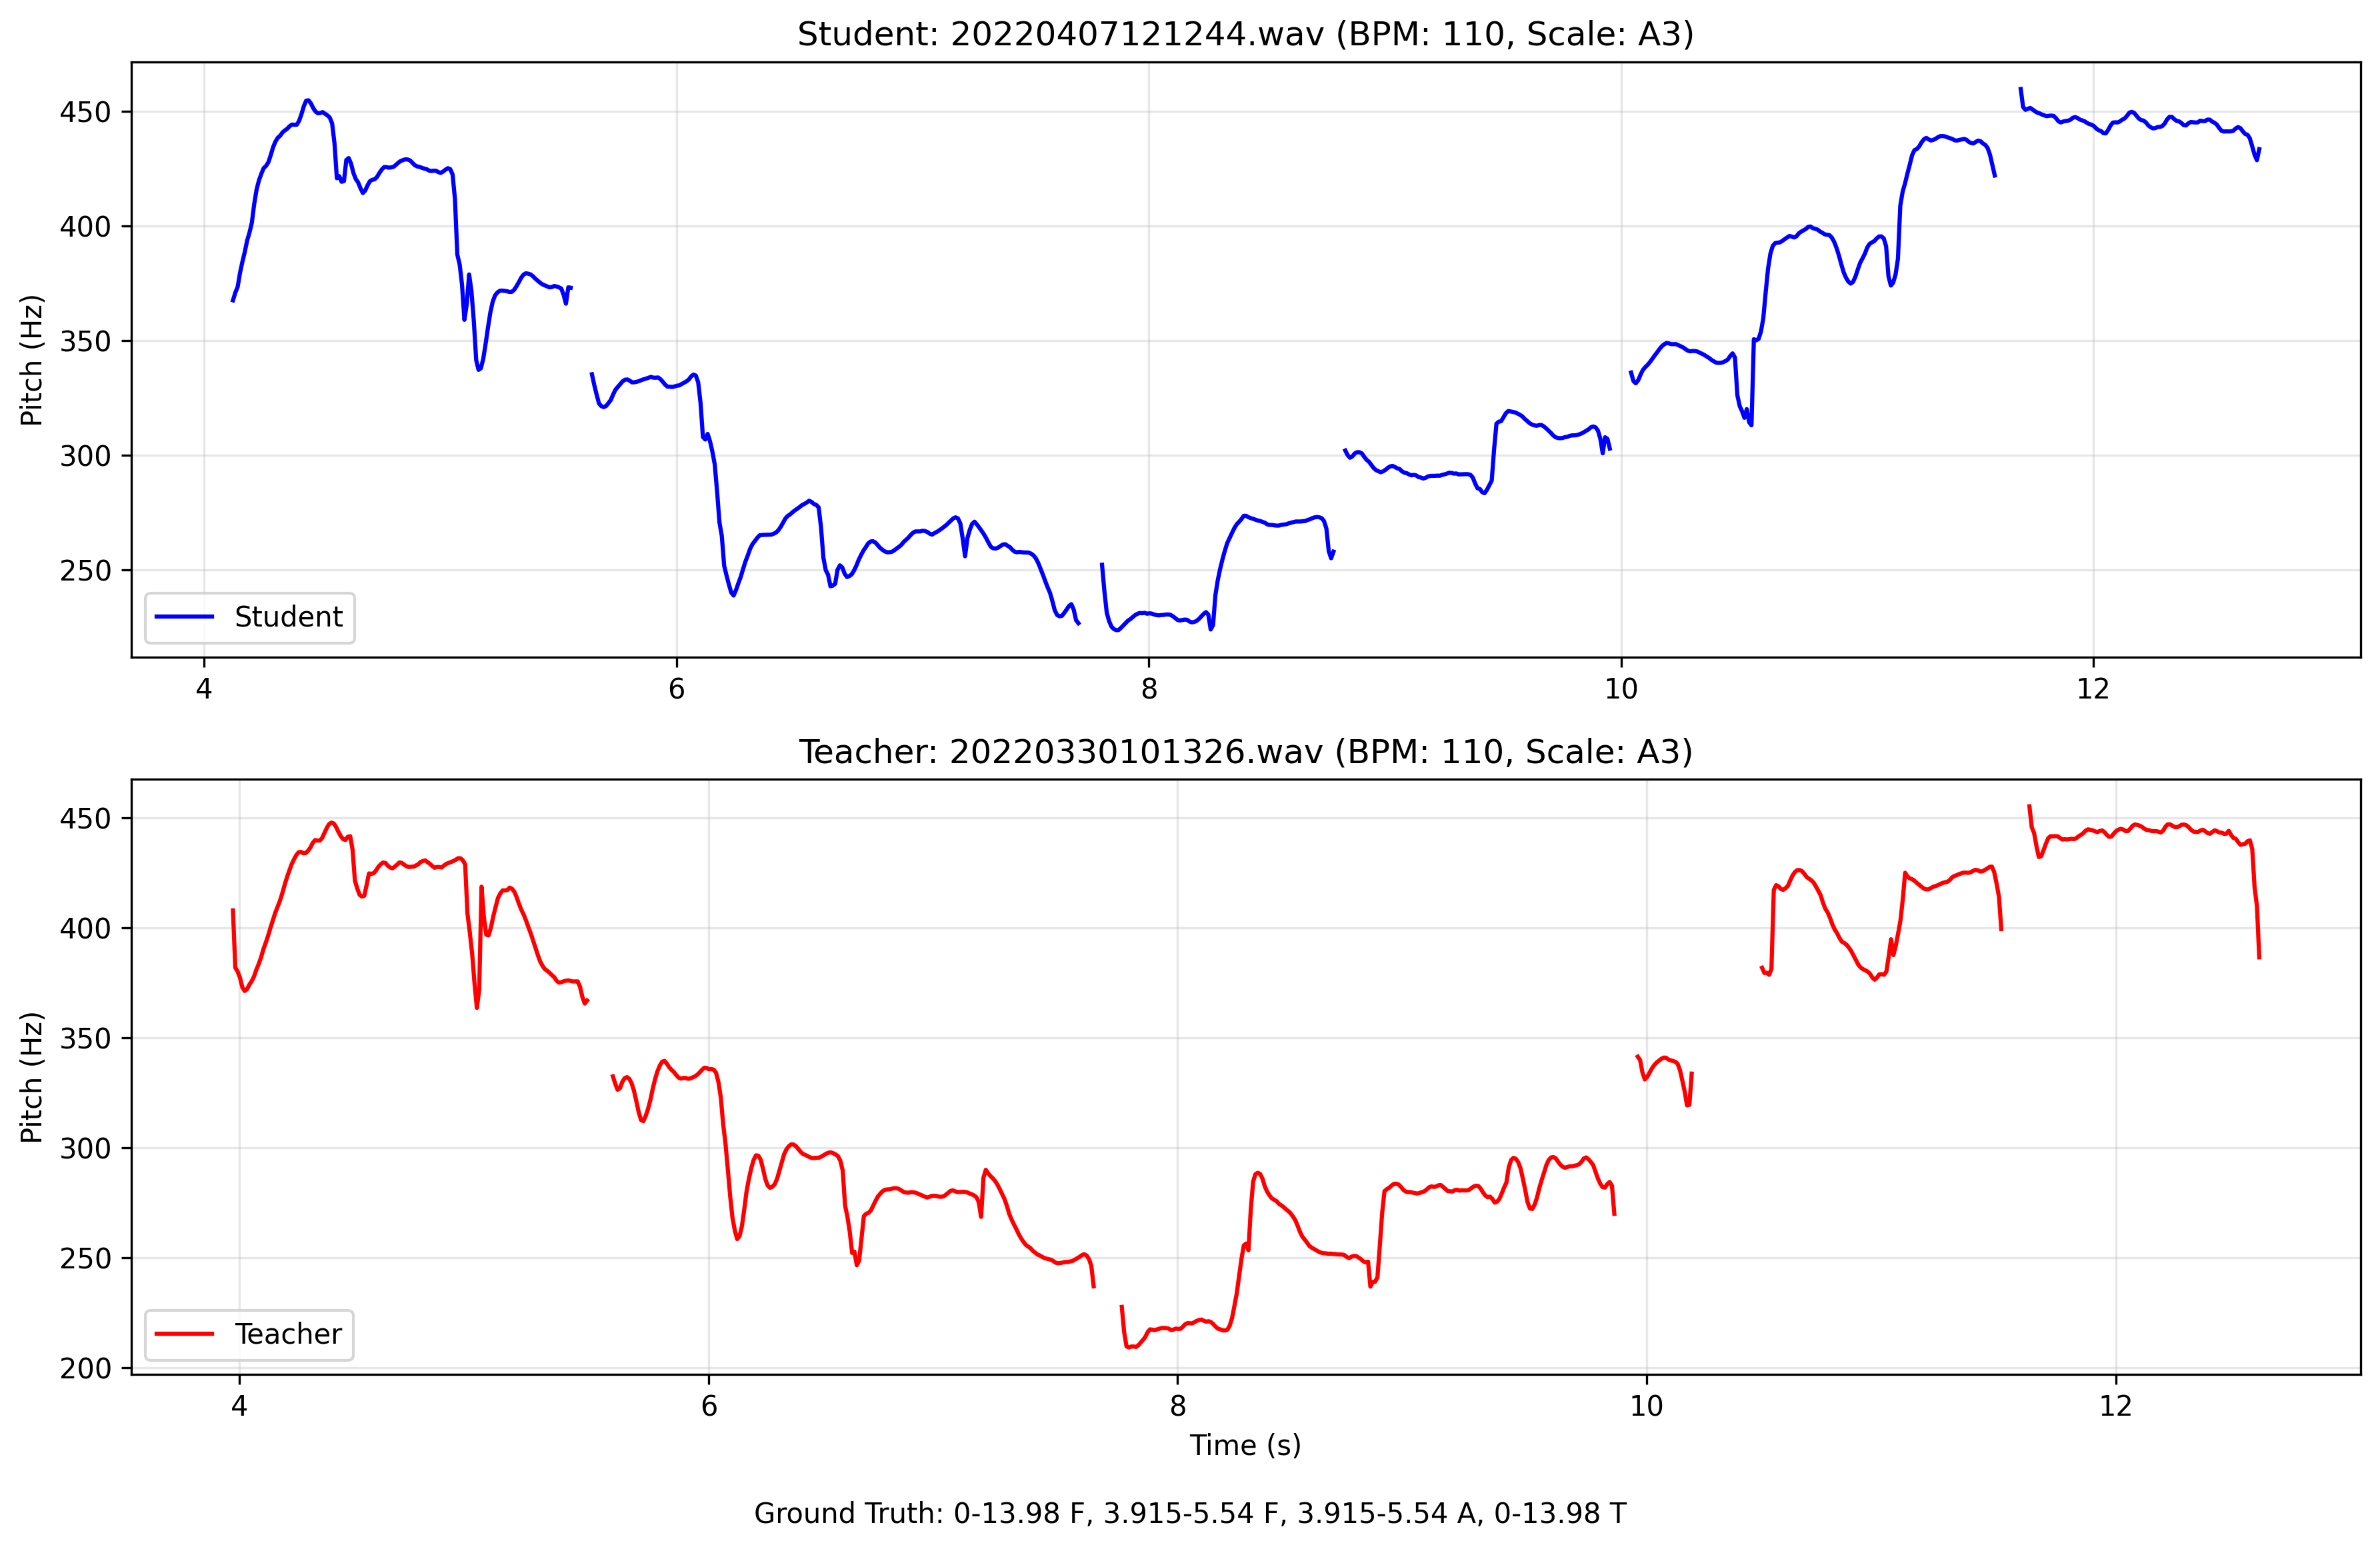 Student: 20220407121244.wav (BPM: 110, Scale: A3)
450
400
350
300
250
Pitch (Hz)
Student
4 6 8 10 12
Teacher: 20220330101326.wav (BPM: 110, Scale: A3)
450
400
350
300
250
200
Pitch (Hz)
Teacher
4 6 8 10 12
Time (s)
Ground Truth: 0-13.98 F, 3.915-5.54 F, 3.915-5.54 A, 0-13.98 T